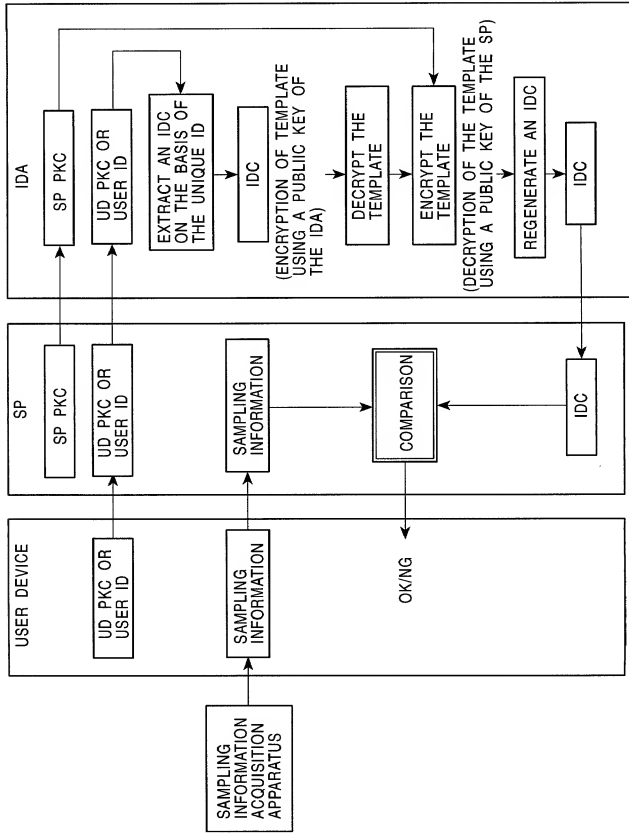 USER DEVICE
SP
IDA
UD PKC OR
USER ID
SP PKC
SP PKC
UD PKC OR
USER ID
UD PKC OR
USER ID
EXTRACT AN IDC
ON THE BASIS OF
THE UNIQUE ID
IDC
(ENCRYPTION OF TEMPLATE
USING A PUBLIC KEY OF
THE IDA)
SAMPLING
INFORMATION
ACQUISITION
APPARATUS
SAMPLING
INFORMATION
SAMPLING
INFORMATION
DECRYPT THE
TEMPLATE
ENCRYPT THE
TEMPLATE
(DECRYPTION OF THE TEMPLATE
USING A PUBLIC KEY OF THE SP)
OK/NG
COMPARISON
REGENERATE AN IDC
IDC
IDC